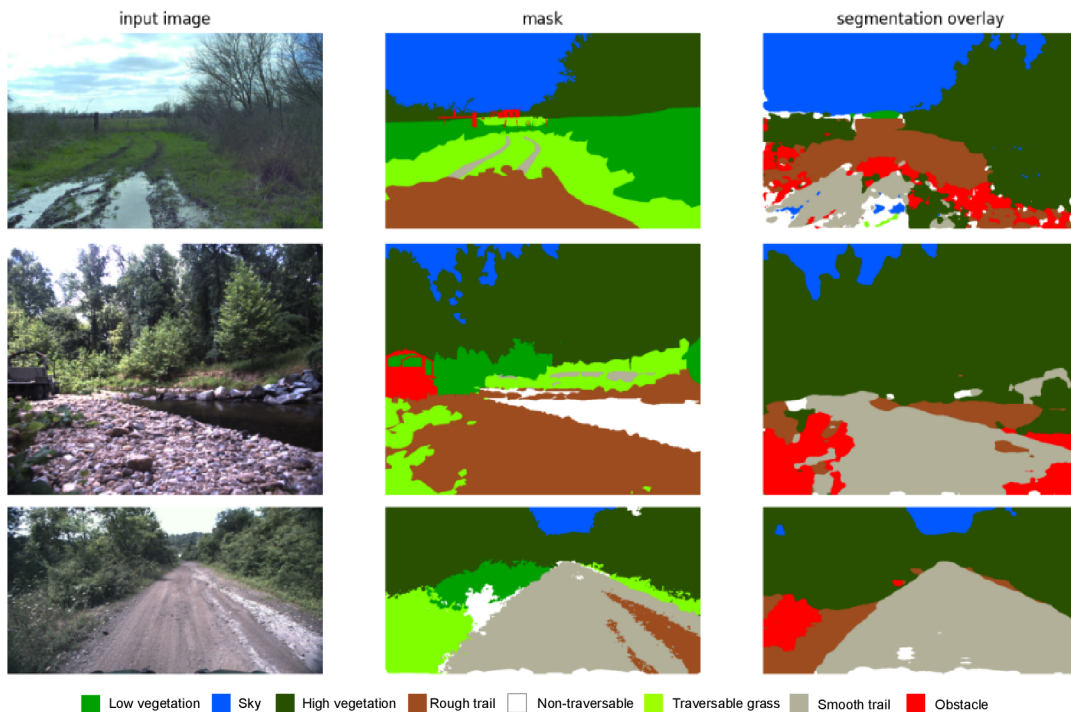 input image
mask
segmentation overlay
Low vegetation
Sky
High vegetation
Rough trail
Non-traversable
Traversable grass
Smooth trail
Obstacle